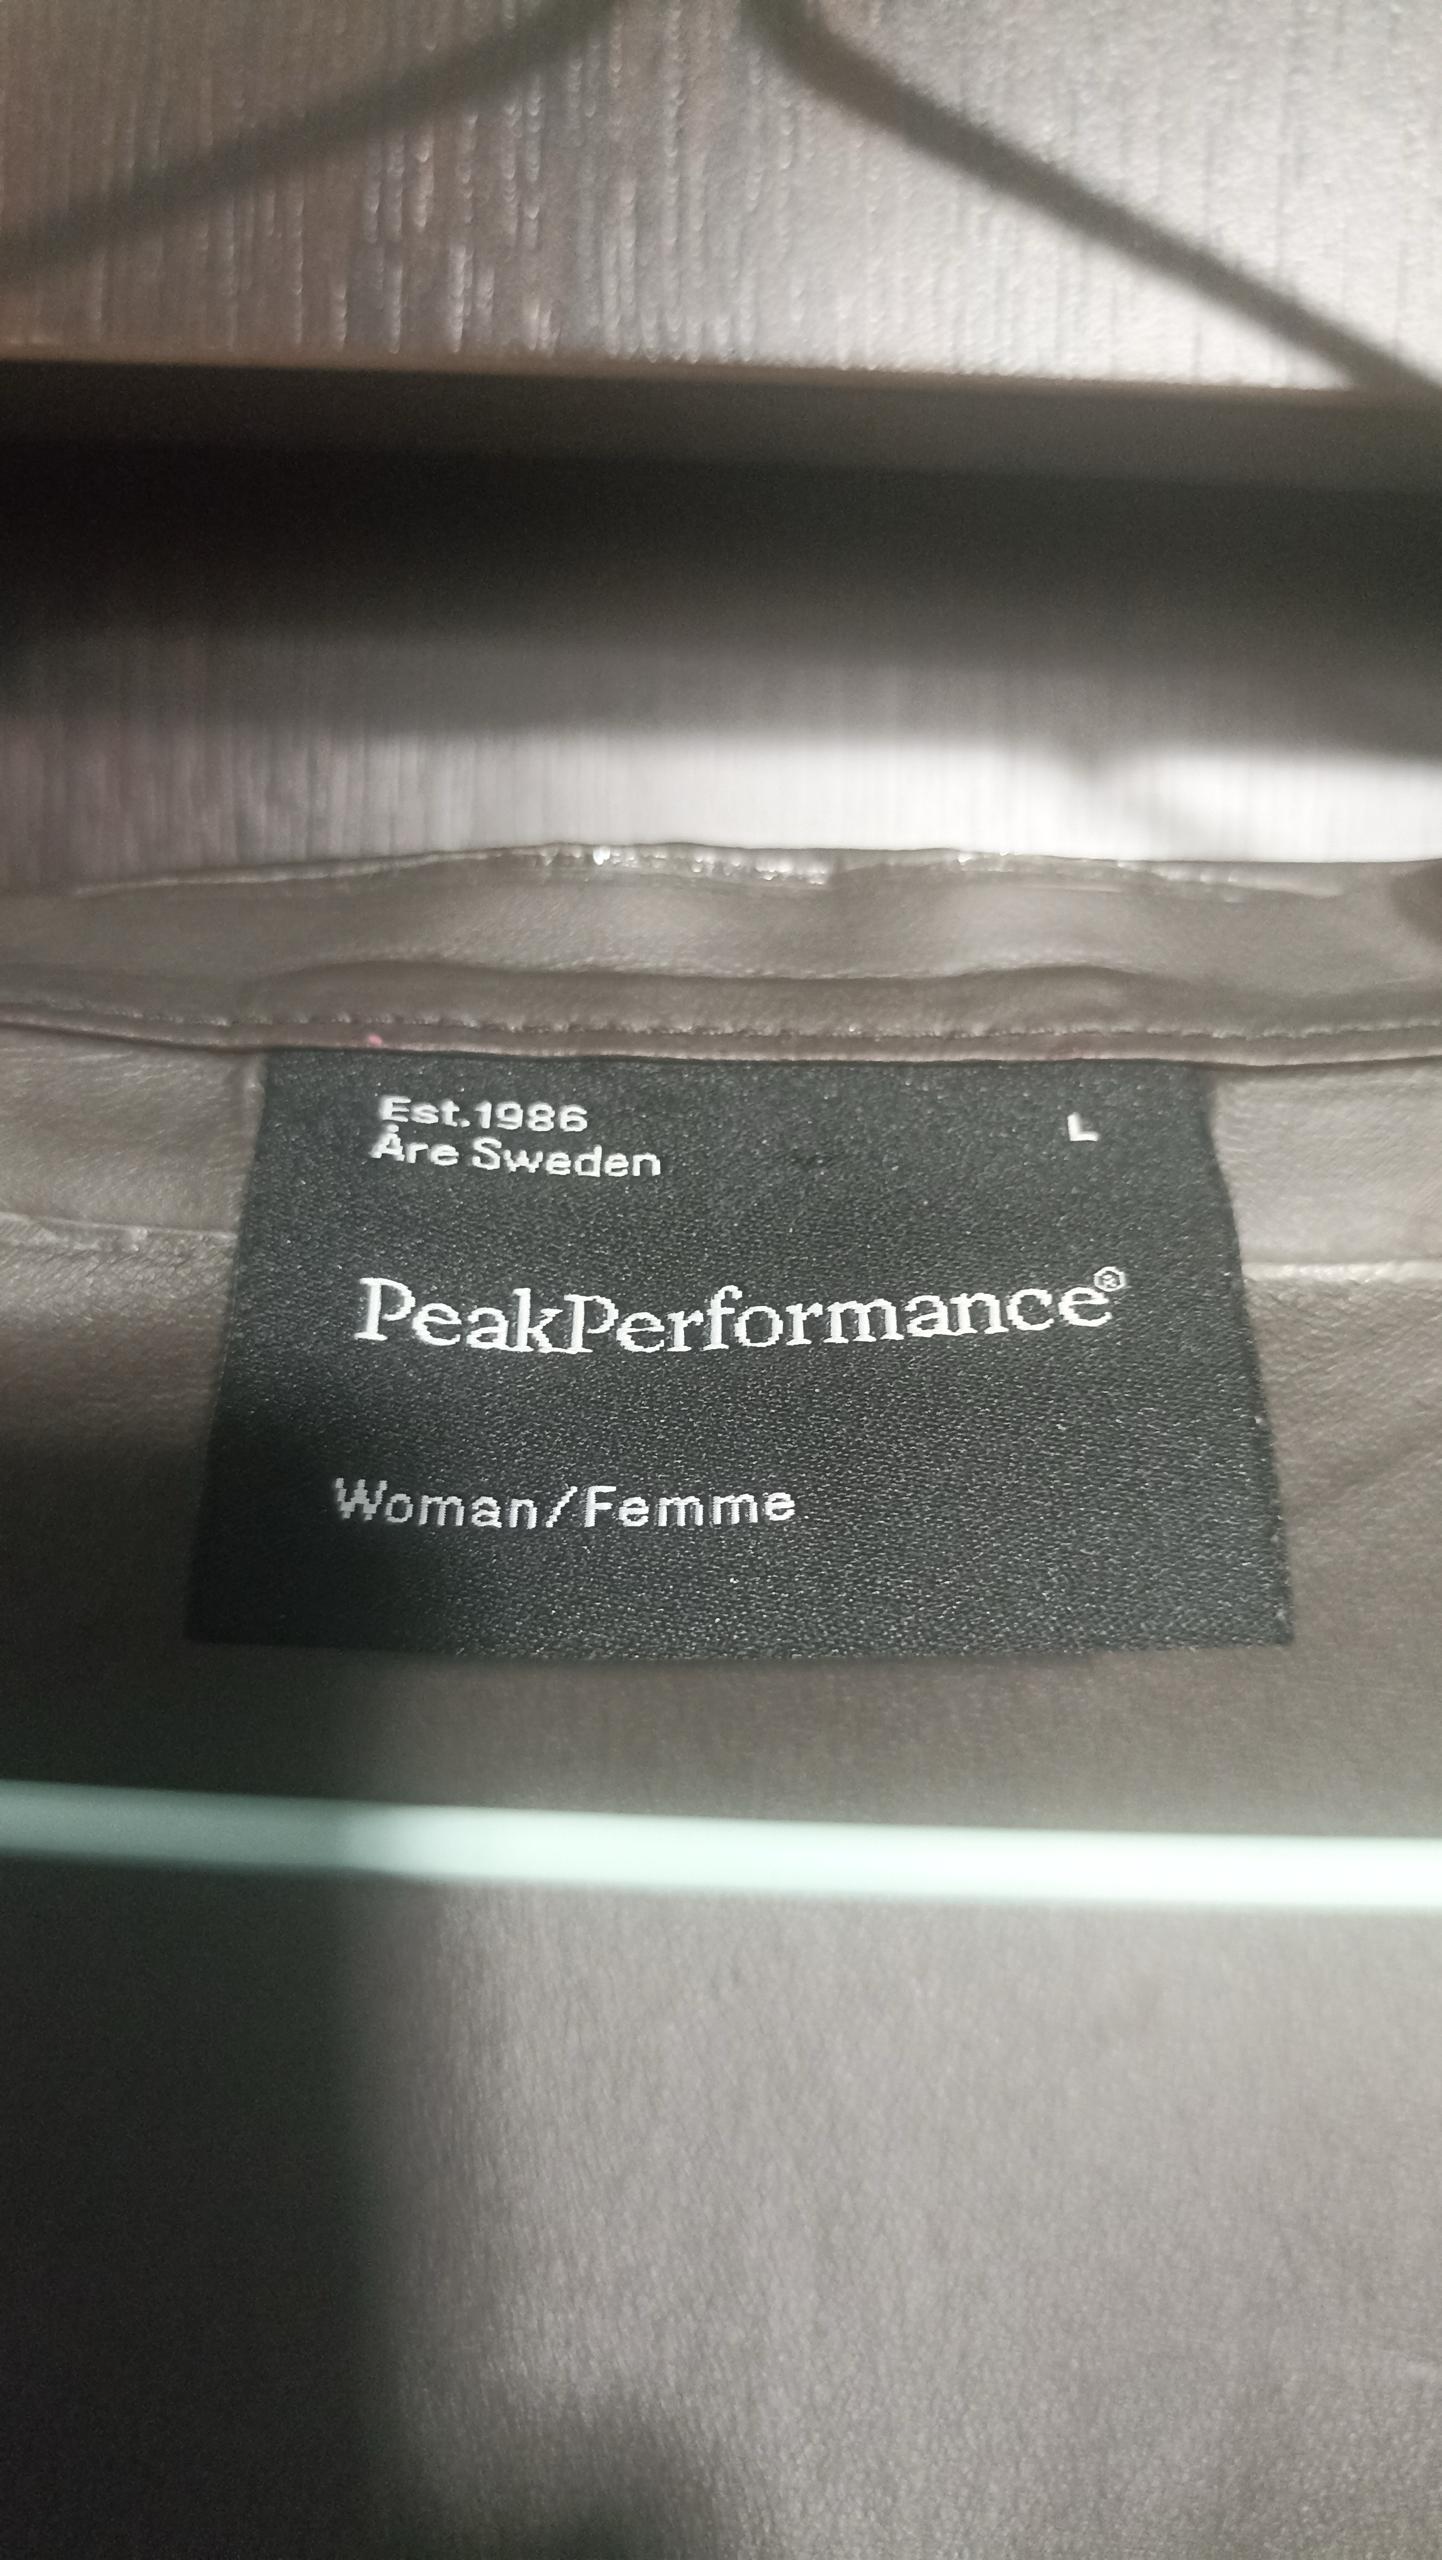 Est.1986
Åre Sweden
L
PeakPerformance®
Woman/Femme